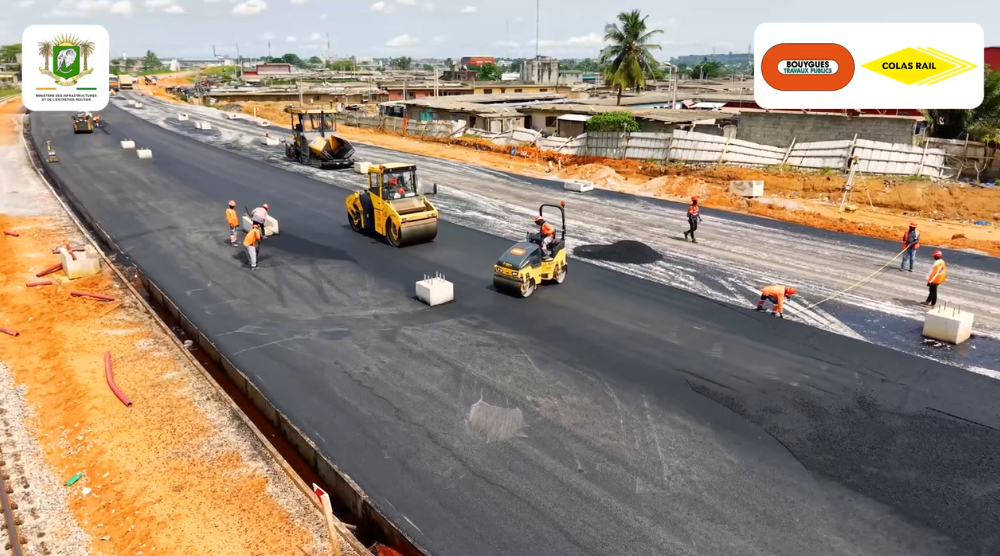 MINISTERE DES INFRASTRUCTURES
ET DE L'ENTRETIEN ROUTIER
BOUYGUES
TRAVAUX PUBLICS
COLAS RAIL